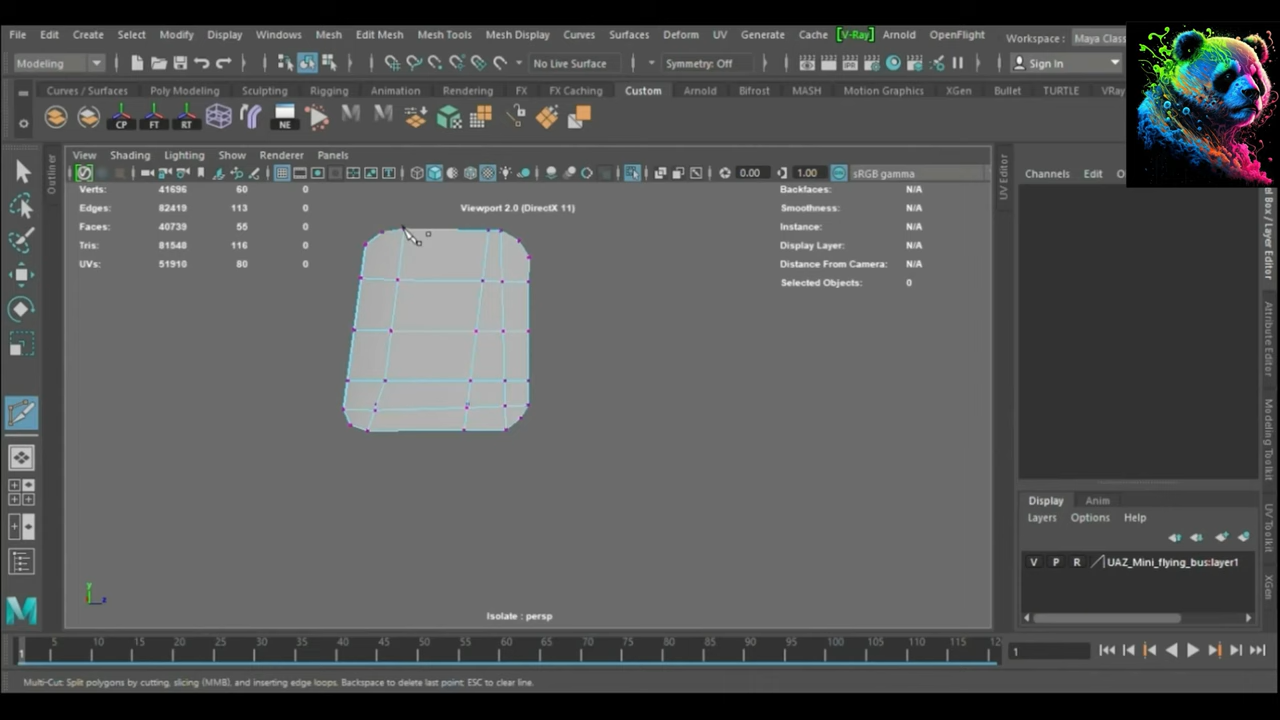 File Edit Create Select Modify Display Windows Mesh Edit Mesh Mesh Tools Mesh Display Curves Surfaces Deform UV Generate Cache [V-Ray] Arnold OpenFlight Workspace : Maya Class
Modeling No Live Surface Symmetry: Off Sign In
Curves / Surfaces Poly Modeling Sculpting Rigging Animation Rendering FX FX Caching Custom Arnold Bifrost MASH Motion Graphics XGen Bullet TURTLE VRay
CP FT RT NE
View Shading Lighting Show Renderer Panels
0.00 1.00 sRGB gamma
Channels Edit
Verts: 41696 60 0 Backfaces: N/A
Edges: 82419 113 0 Viewport 2.0 (DirectX 11) Smoothness: N/A
Faces: 40739 55 0 Instance: N/A
Tris: 81548 116 0 Display Layer: N/A
UVs: 51910 80 0 Distance From Camera: N/A
Selected Objects: 0
Outliner
UV Editor
Box / Layer Editor
Attribute Editor
Modeling Toolkit
UV Toolkit
XGen
Display Anim
Layers Options Help
V P R UAZ_Mini_flying_bus:layer1
y
z
Isolate : persp
5 10 15 20 25 30 35 40 45 50 55 60 65 70 75 80 85 90 95 100 105 110 115 12
1 1
Multi-Cut: Split polygons by cutting, slicing (MMB), and inserting edge loops. Backspace to delete last point; ESC to clear line.